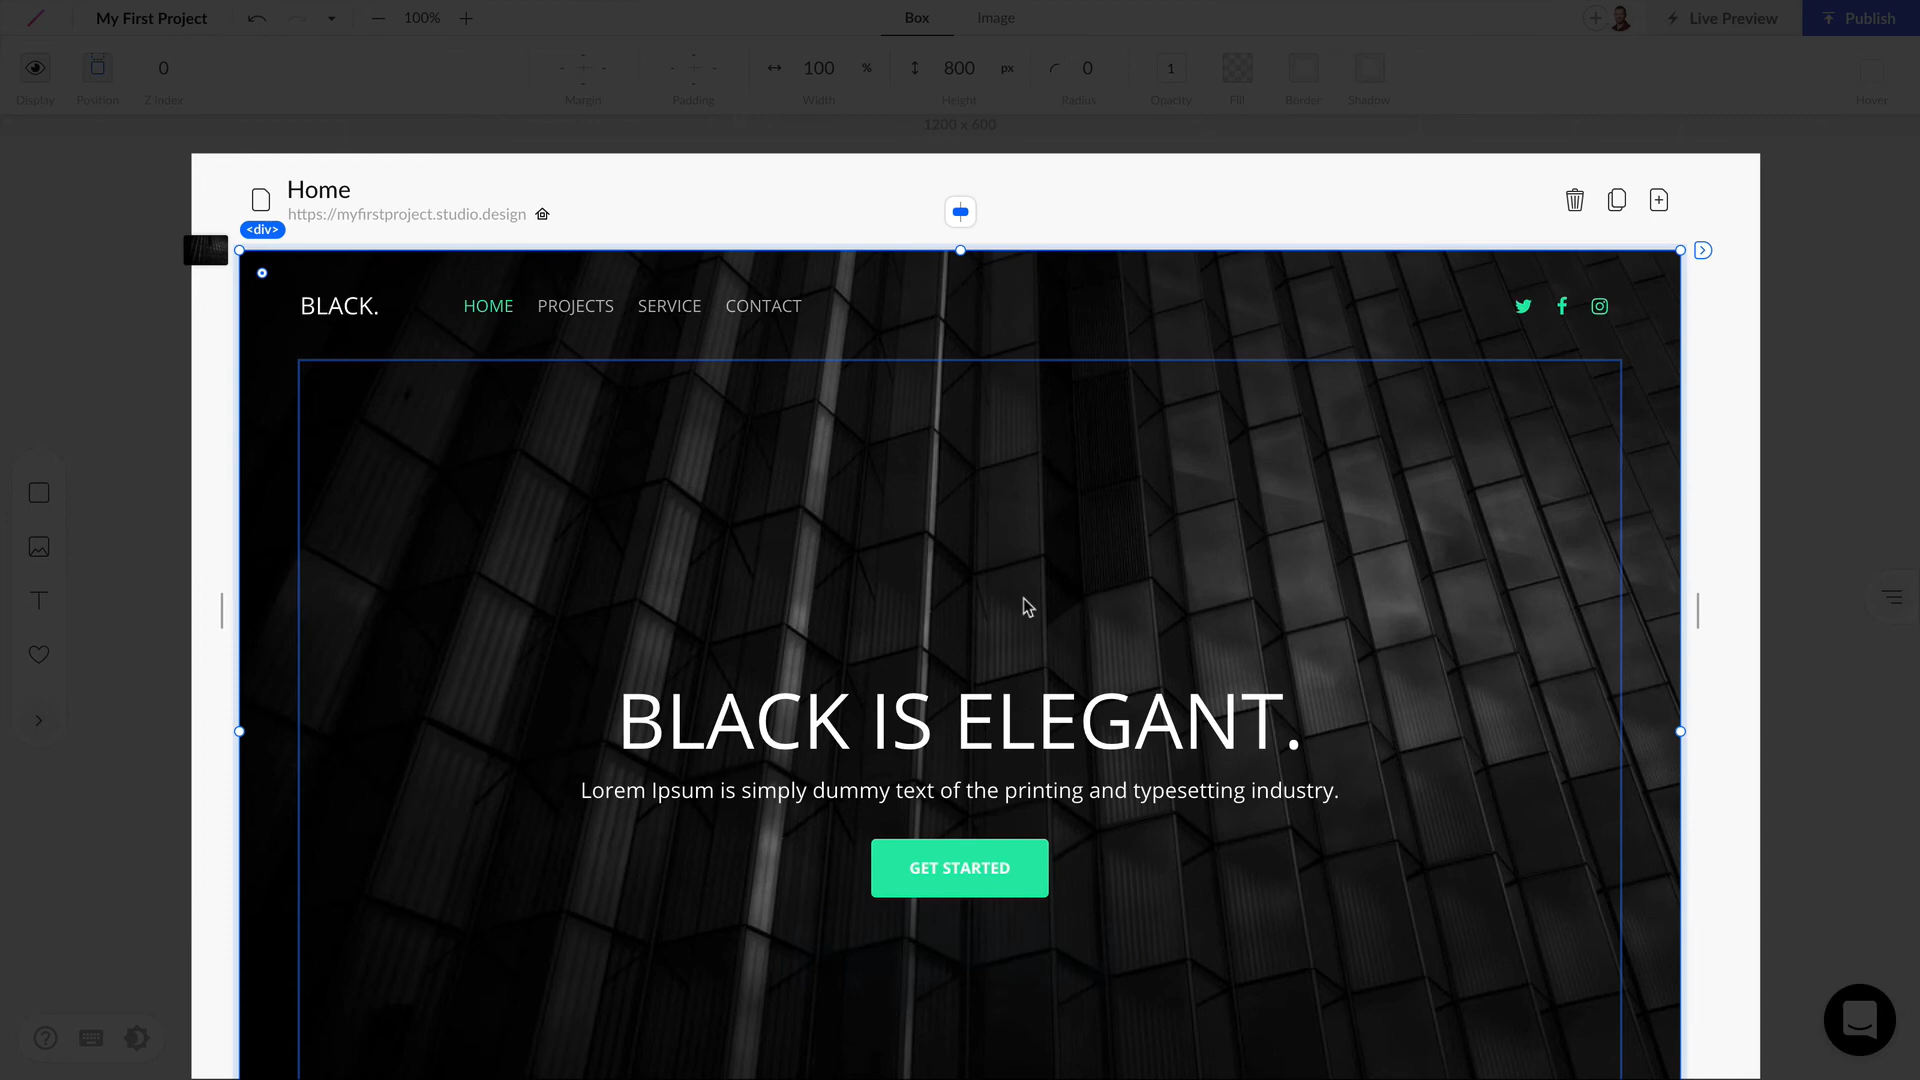 My First Project
100%
Box
Image
Live Preview
Publish
0
100 %
800 px
0
1
Display
Position
Z Index
Margin
Padding
Width
Height
Radius
Opacity
Fill
Border
Shadow
Hover
1200 x 600
Home
https://myfirstproject.studio.design
<div>
BLACK.
HOME
PROJECTS
SERVICE
CONTACT
BLACK IS ELEGANT.
Lorem Ipsum is simply dummy text of the printing and typesetting industry.
GET STARTED